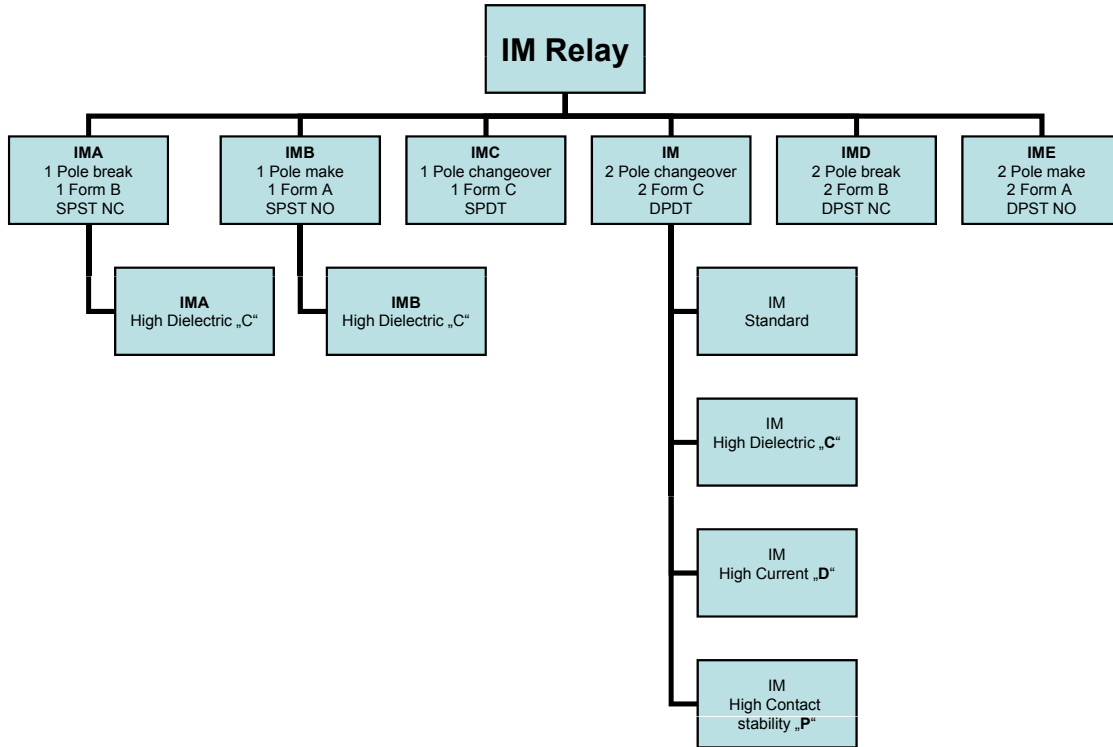 IM Relay
IMA
1 Pole break
1 Form B
SPST NC
IMB
1 Pole make
1 Form A
SPST NO
IMC
1 Pole changeover
1 Form C
SPDT
IM
2 Pole changeover
2 Form C
DPDT
IMD
2 Pole break
2 Form B
DPST NC
IME
2 Pole make
2 Form A
DPST NO
IMA
High Dielectric „C“
IMB
High Dielectric „C“
IM
Standard
IM
High Dielectric „C“
IM
High Current „D“
IM
High Contact
stability „P“